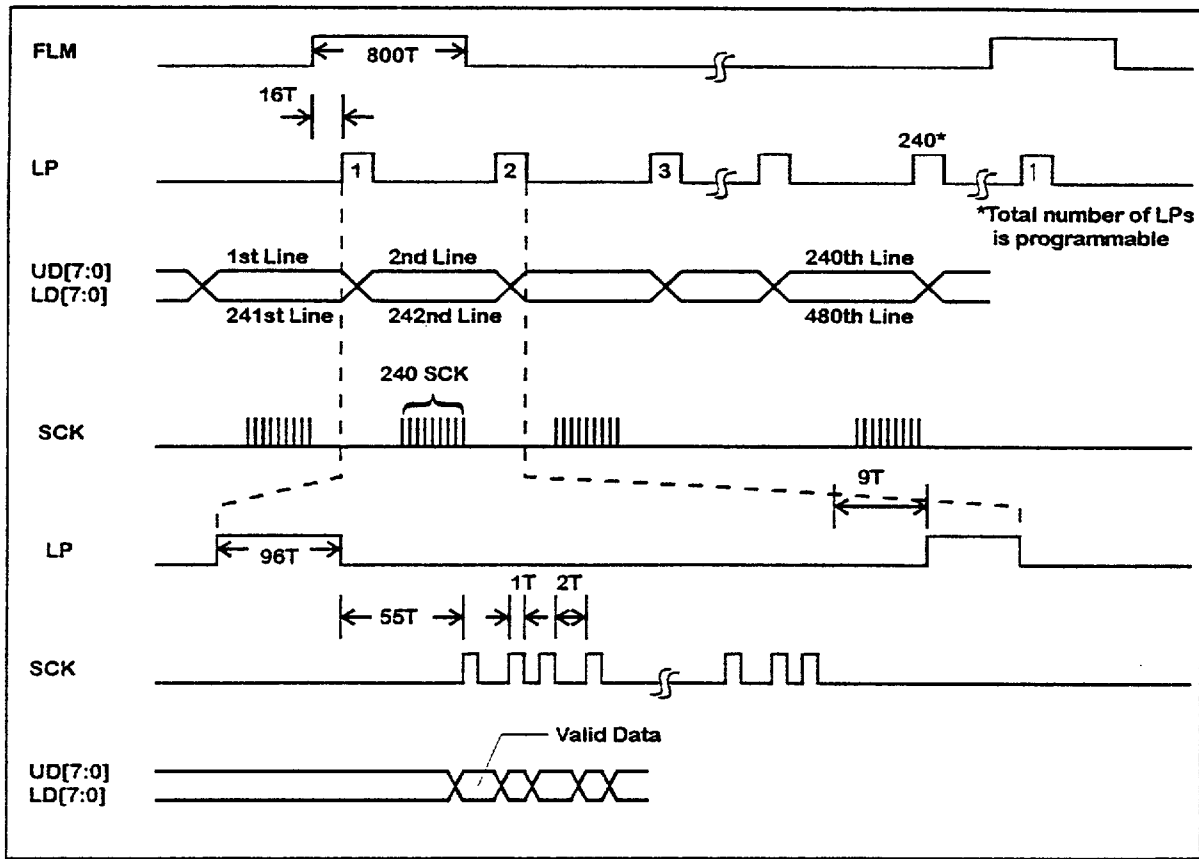 FLM
800T
16T
LP
1
2
3
240*
1
*Total number of LPs
is programmable
UD[7:0]
LD[7:0]
1st Line
2nd Line
240th Line
241st Line
242nd Line
480th Line
240 SCK
SCK
9T
LP
96T
1T
2T
55T
SCK
Valid Data
UD[7:0]
LD[7:0]